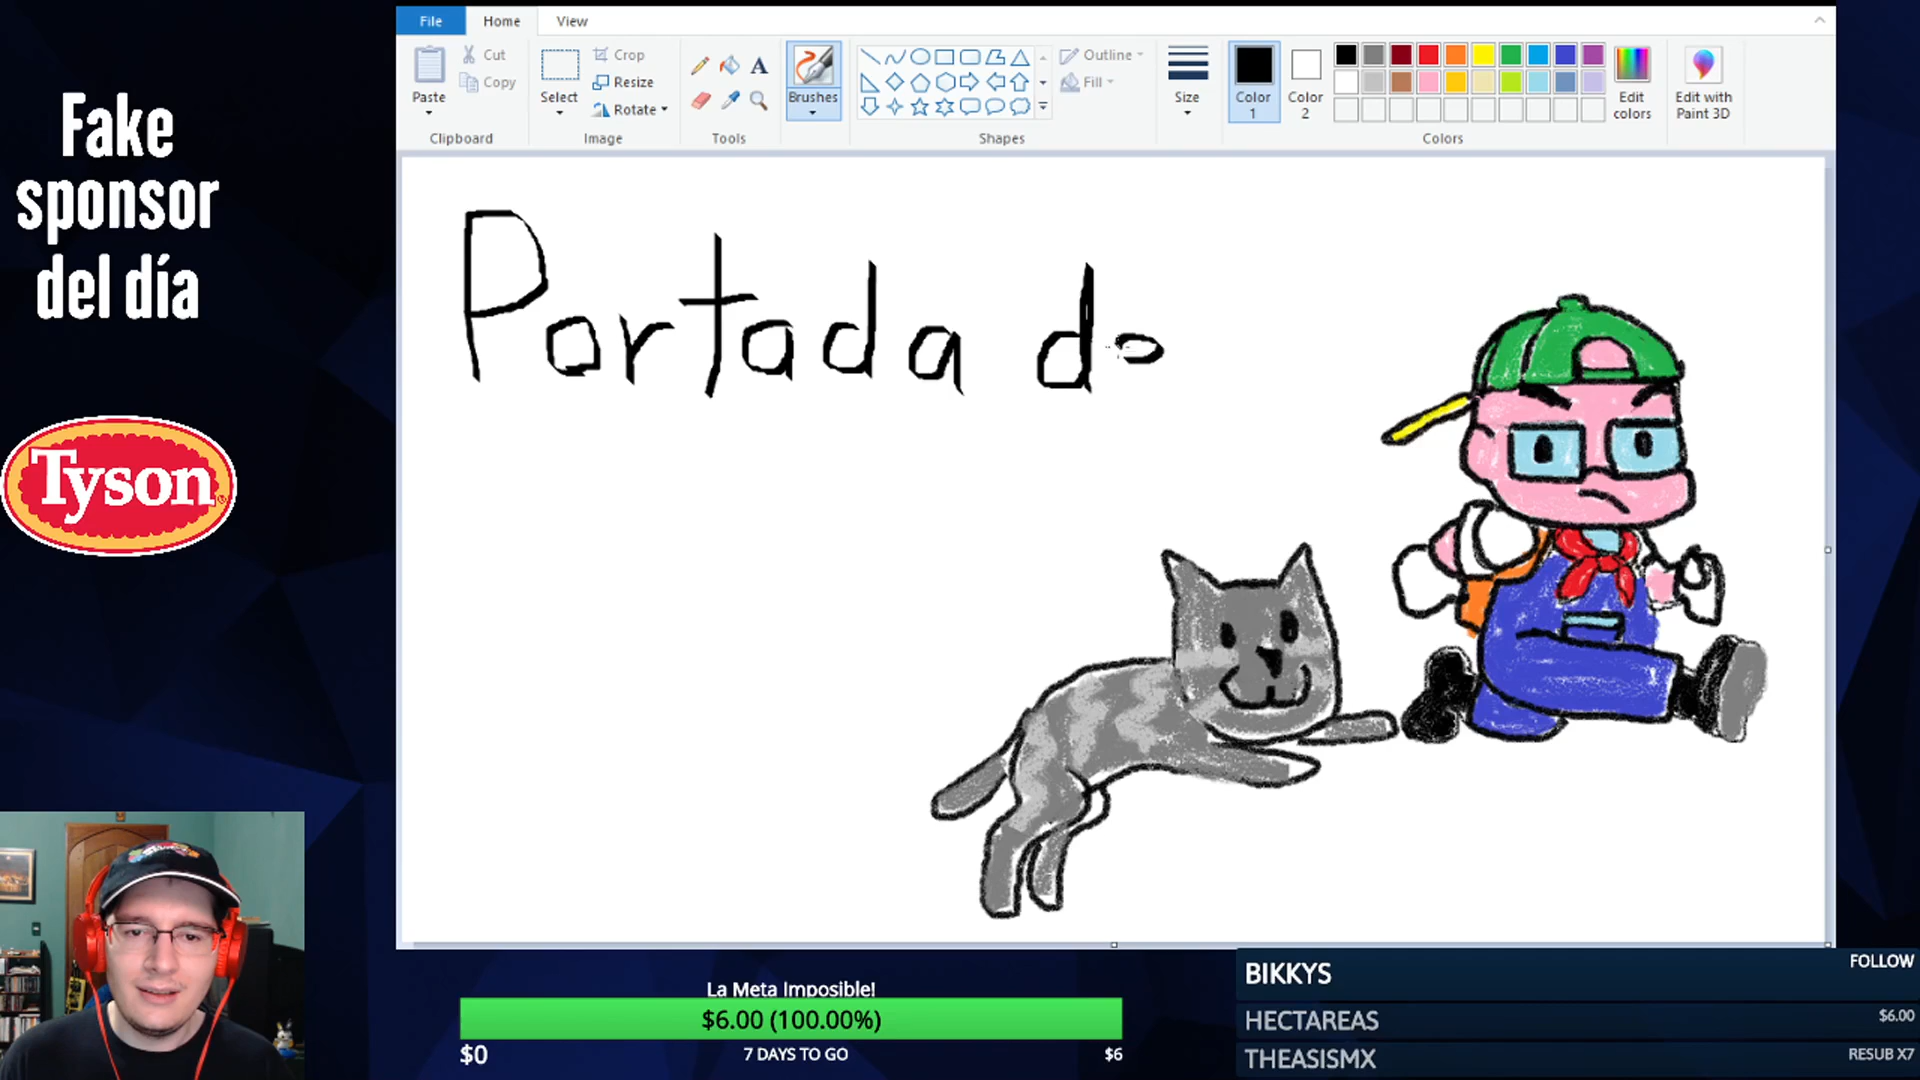 File Home View
Paste
Cut
Copy
Clipboard
Select
Crop
Resize
Rotate
Image
Tools
Brushes
Shapes
Outline
Fill
Size
Color 1
Color 2
Edit colors
Colors
Edit with Paint 3D
Fake
sponsor
del día
Tyson
Portada de
La Meta Imposible!
$6.00 (100.00%)
$0 7 DAYS TO GO $6
BIKKYS FOLLOW
HECTAREAS $6.00
THEASISMX RESUB X7